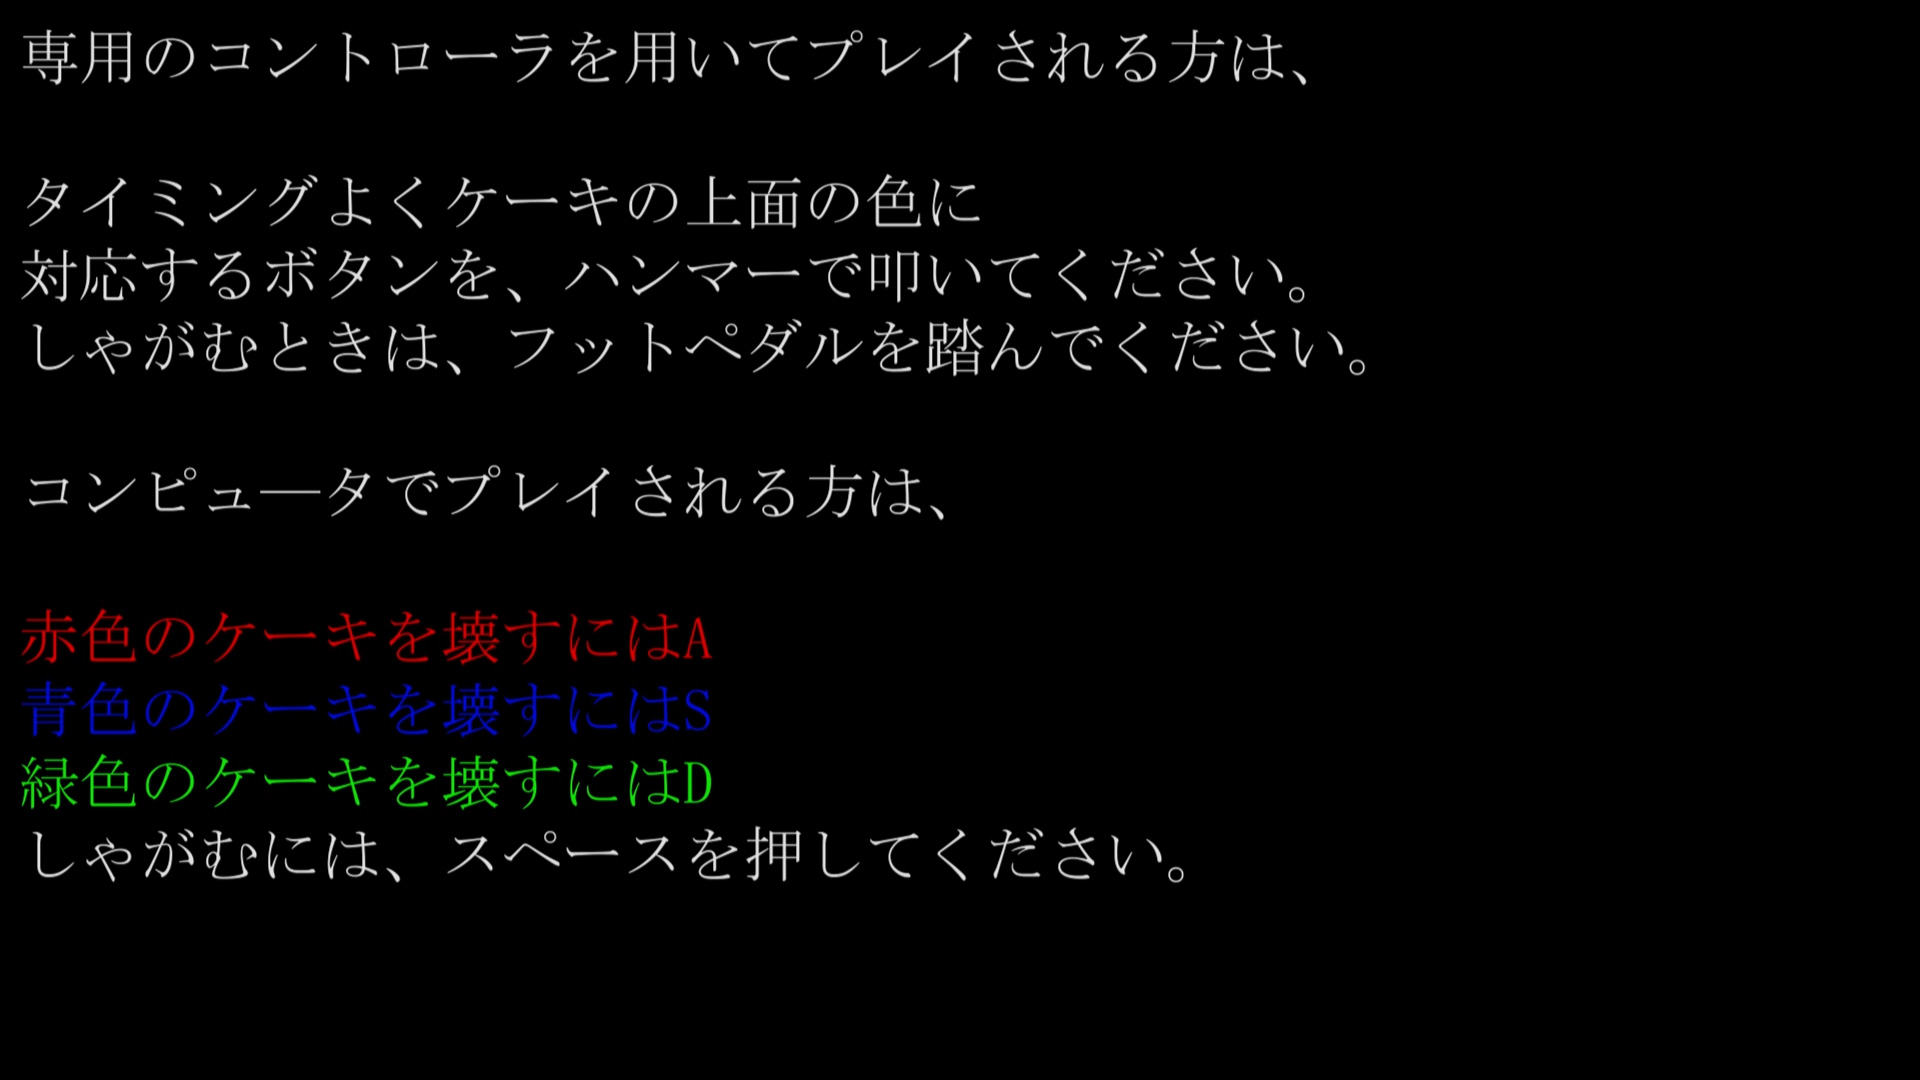 専用のコントローラを用いてプレイされる方は、
タイミングよくケーキの上面の色に
対応するボタンを、ハンマーで叩いてください。
しゃがむときは、フットペダルを踏んでください。
コンピュ―タでプレイされる方は、
赤色のケーキを壊すにはA
青色のケーキを壊すにはS
緑色のケーキを壊すにはD
しゃがむには、スペースを押してください。